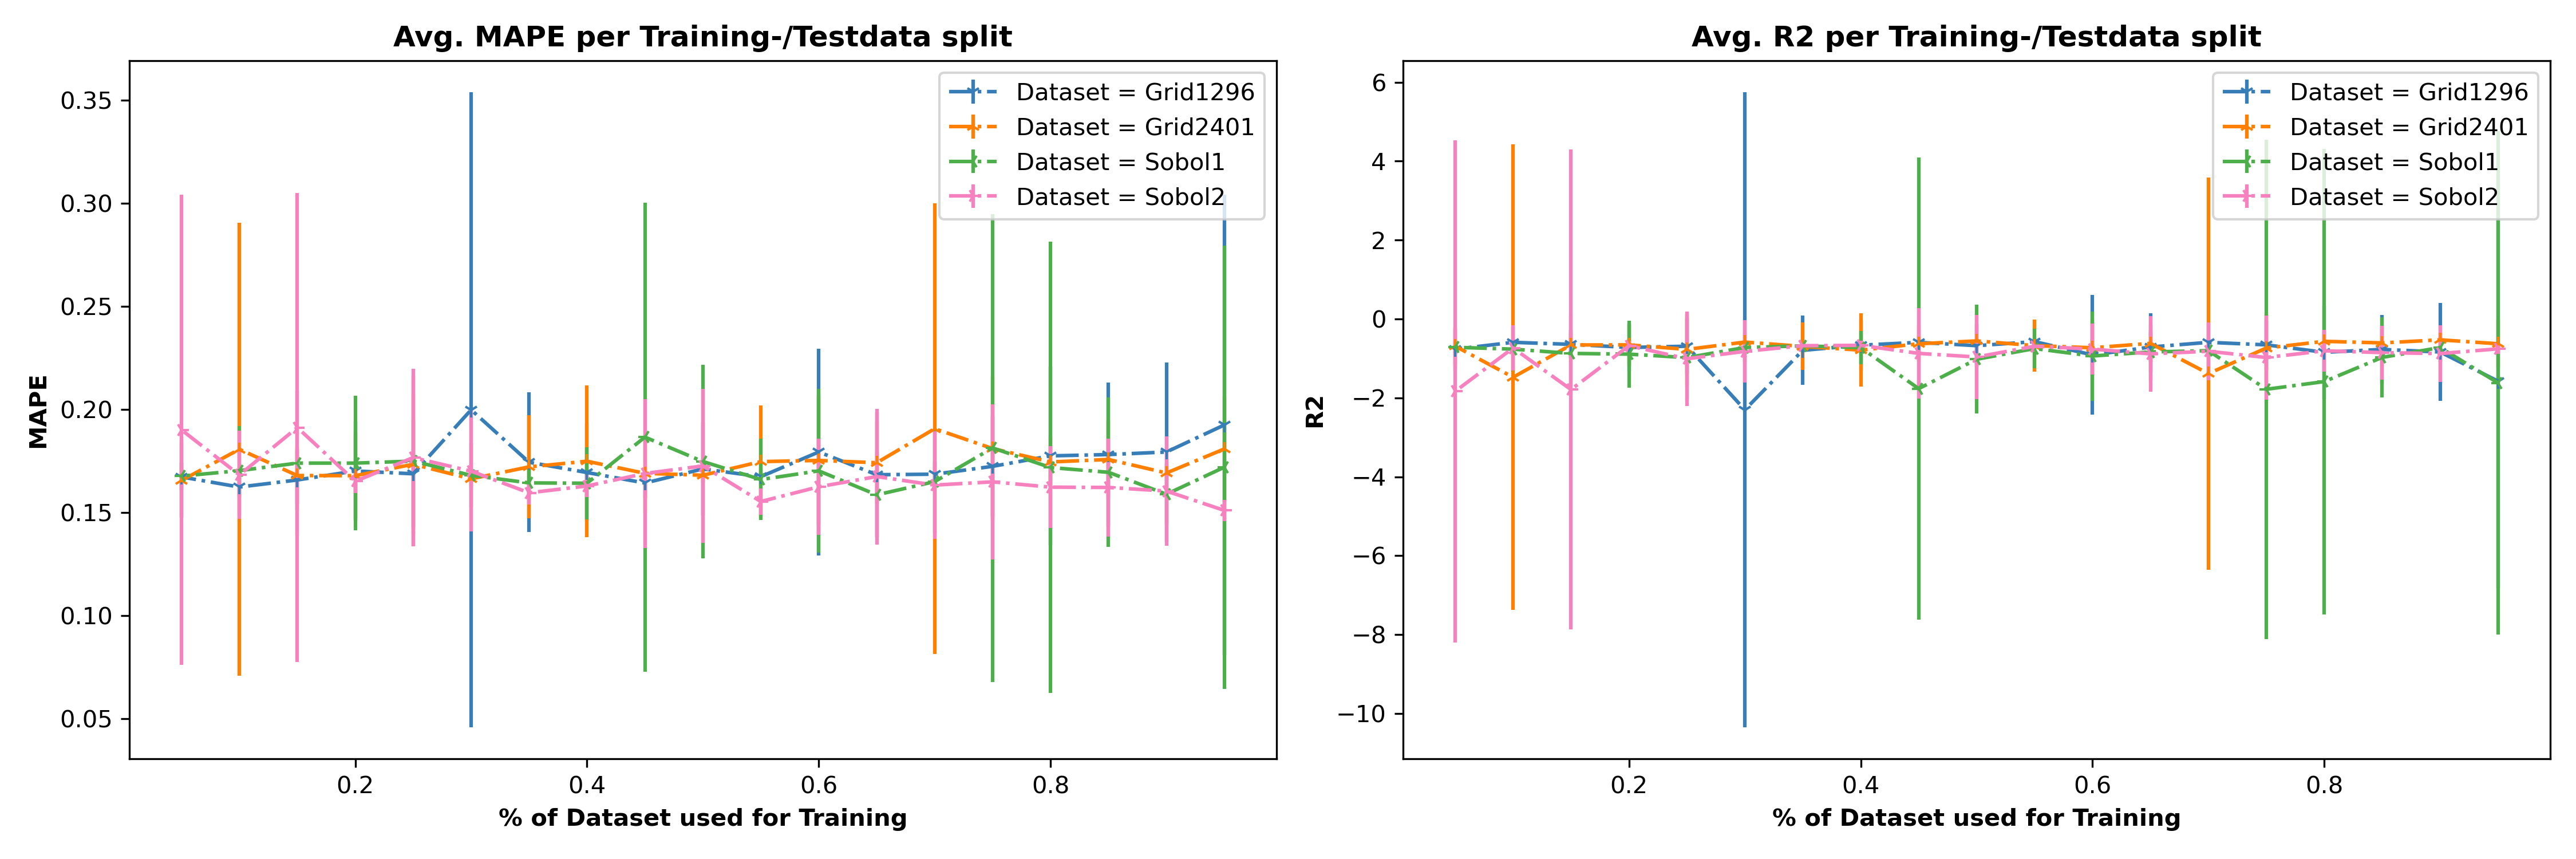 Avg. MAPE per Training-/Testdata split
MAPE
0.35
0.30
0.25
0.20
0.15
0.10
0.05
Dataset = Grid1296
Dataset = Grid2401
Dataset = Sobol1
Dataset = Sobol2
0.2 0.4 0.6 0.8
% of Dataset used for Training
Avg. R2 per Training-/Testdata split
R2
6
4
2
0
−2
−4
−6
−8
−10
Dataset = Grid1296
Dataset = Grid2401
Dataset = Sobol1
Dataset = Sobol2
0.2 0.4 0.6 0.8
% of Dataset used for Training